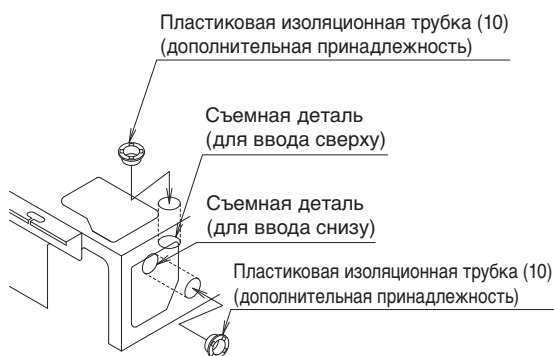 Пластиковая изоляционная трубка (10)
(дополнительная принадлежность)
Съемная деталь
(для ввода сверху)
Съемная деталь
(для ввода снизу)
Пластиковая изоляционная трубка (10)
(дополнительная принадлежность)